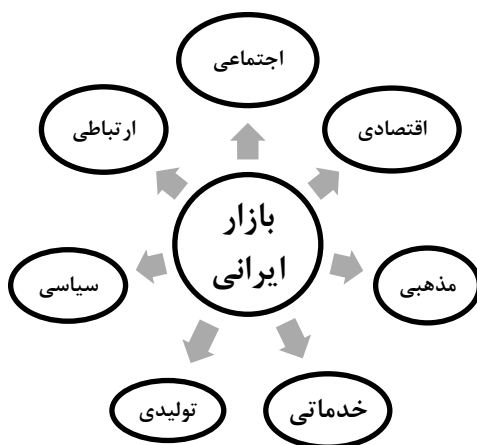 اجتماعی
اقتصادی
ارتباطی
بازار
ایرانی
مذهبی
سیاسی
خدماتی
تولیدی